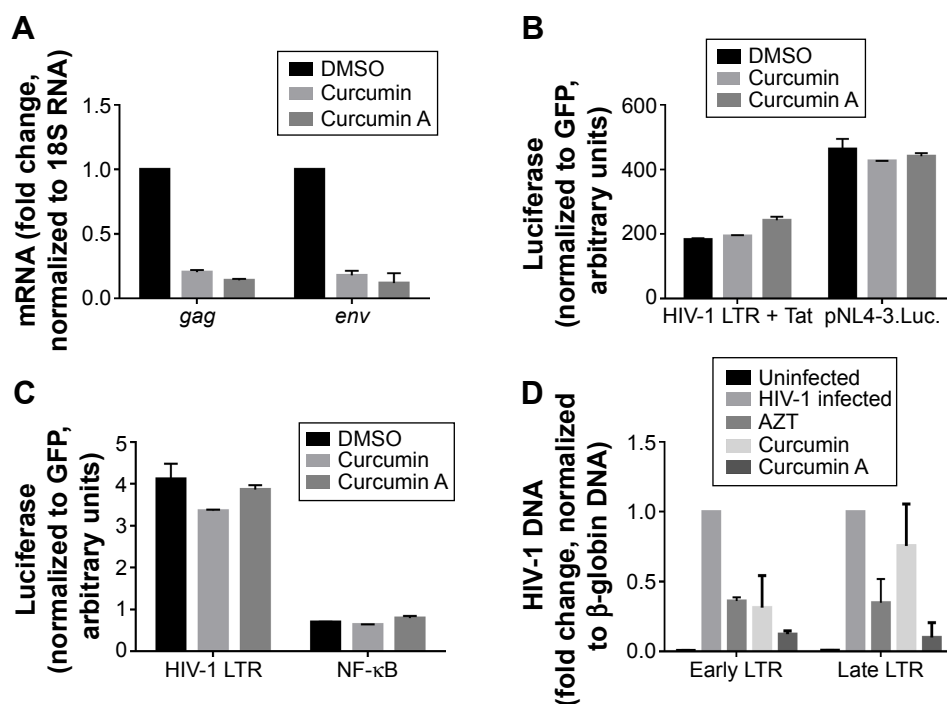 A
mRNA (fold change,
normalized to 18S RNA)
DMSO
Curcumin
Curcumin A
1.5
1.0
0.5
0.0
gag
env
B
Luciferase
(normalized to GFP,
arbitrary units)
DMSO
Curcumin
Curcumin A
600
400
200
0
HIV-1 LTR + Tat
pNL4-3.Luc.
C
Luciferase
(normalized to GFP,
arbitrary units)
DMSO
Curcumin
Curcumin A
5
4
3
2
1
0
HIV-1 LTR
NF-κB
D
HIV-1 DNA
(fold change, normalized
to β-globin DNA)
Uninfected
HIV-1 infected
AZT
Curcumin
Curcumin A
1.5
1.0
0.5
0.0
Early LTR
Late LTR